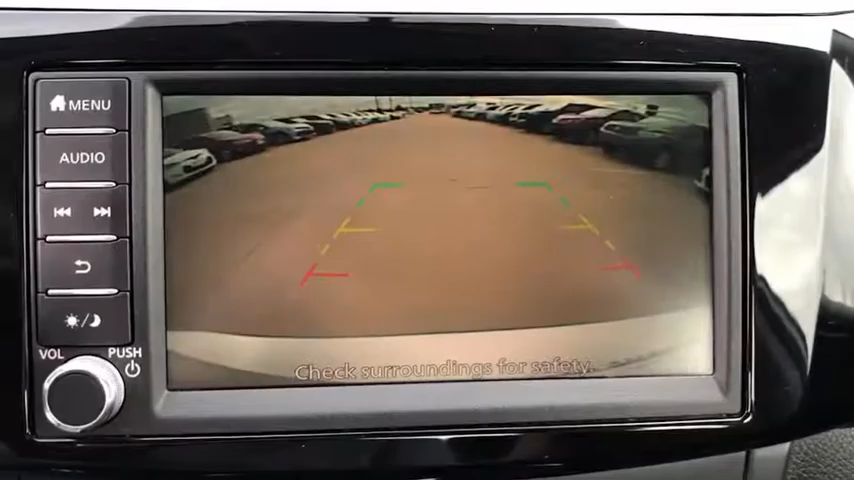 MENU
AUDIO
VOL
PUSH
Check surroundings for safety